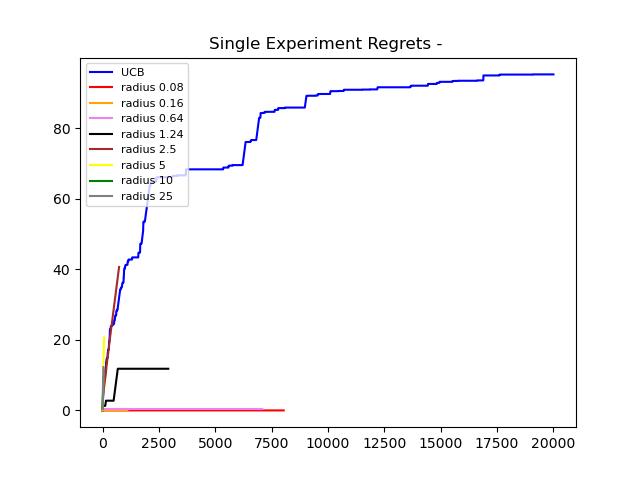 Single Experiment Regrets -
UCB
radius 0.08
radius 0.16
radius 0.64
radius 1.24
radius 2.5
radius 5
radius 10
radius 25
80
60
40
20
0
0 2500 5000 7500 10000 12500 15000 17500 20000